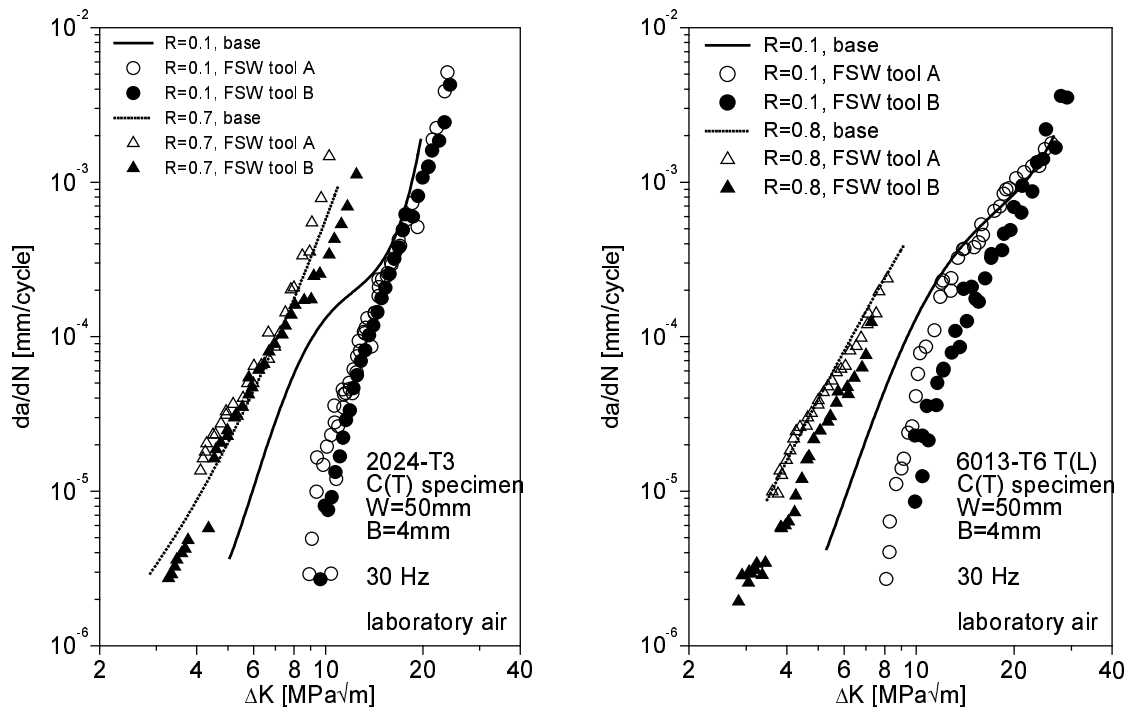 10⁻²
10⁻³
10⁻⁴
10⁻⁵
10⁻⁶
da/dN [mm/cycle]
R=0.1, base
R=0.1, FSW tool A
R=0.1, FSW tool B
R=0.7, base
R=0.7, FSW tool A
R=0.7, FSW tool B
2024-T3
C(T) specimen
W=50mm
B=4mm
30 Hz
laboratory air
2 4 6 8 10 20 40
ΔK [MPa√m]
10⁻²
10⁻³
10⁻⁴
10⁻⁵
10⁻⁶
da/dN [mm/cycle]
R=0.1, base
R=0.1, FSW tool A
R=0.1, FSW tool B
R=0.8, base
R=0.8, FSW tool A
R=0.8, FSW tool B
6013-T6 T(L)
C(T) specimen
W=50mm
B=4mm
30 Hz
laboratory air
2 4 6 8 10 20 40
ΔK [MPa√m]